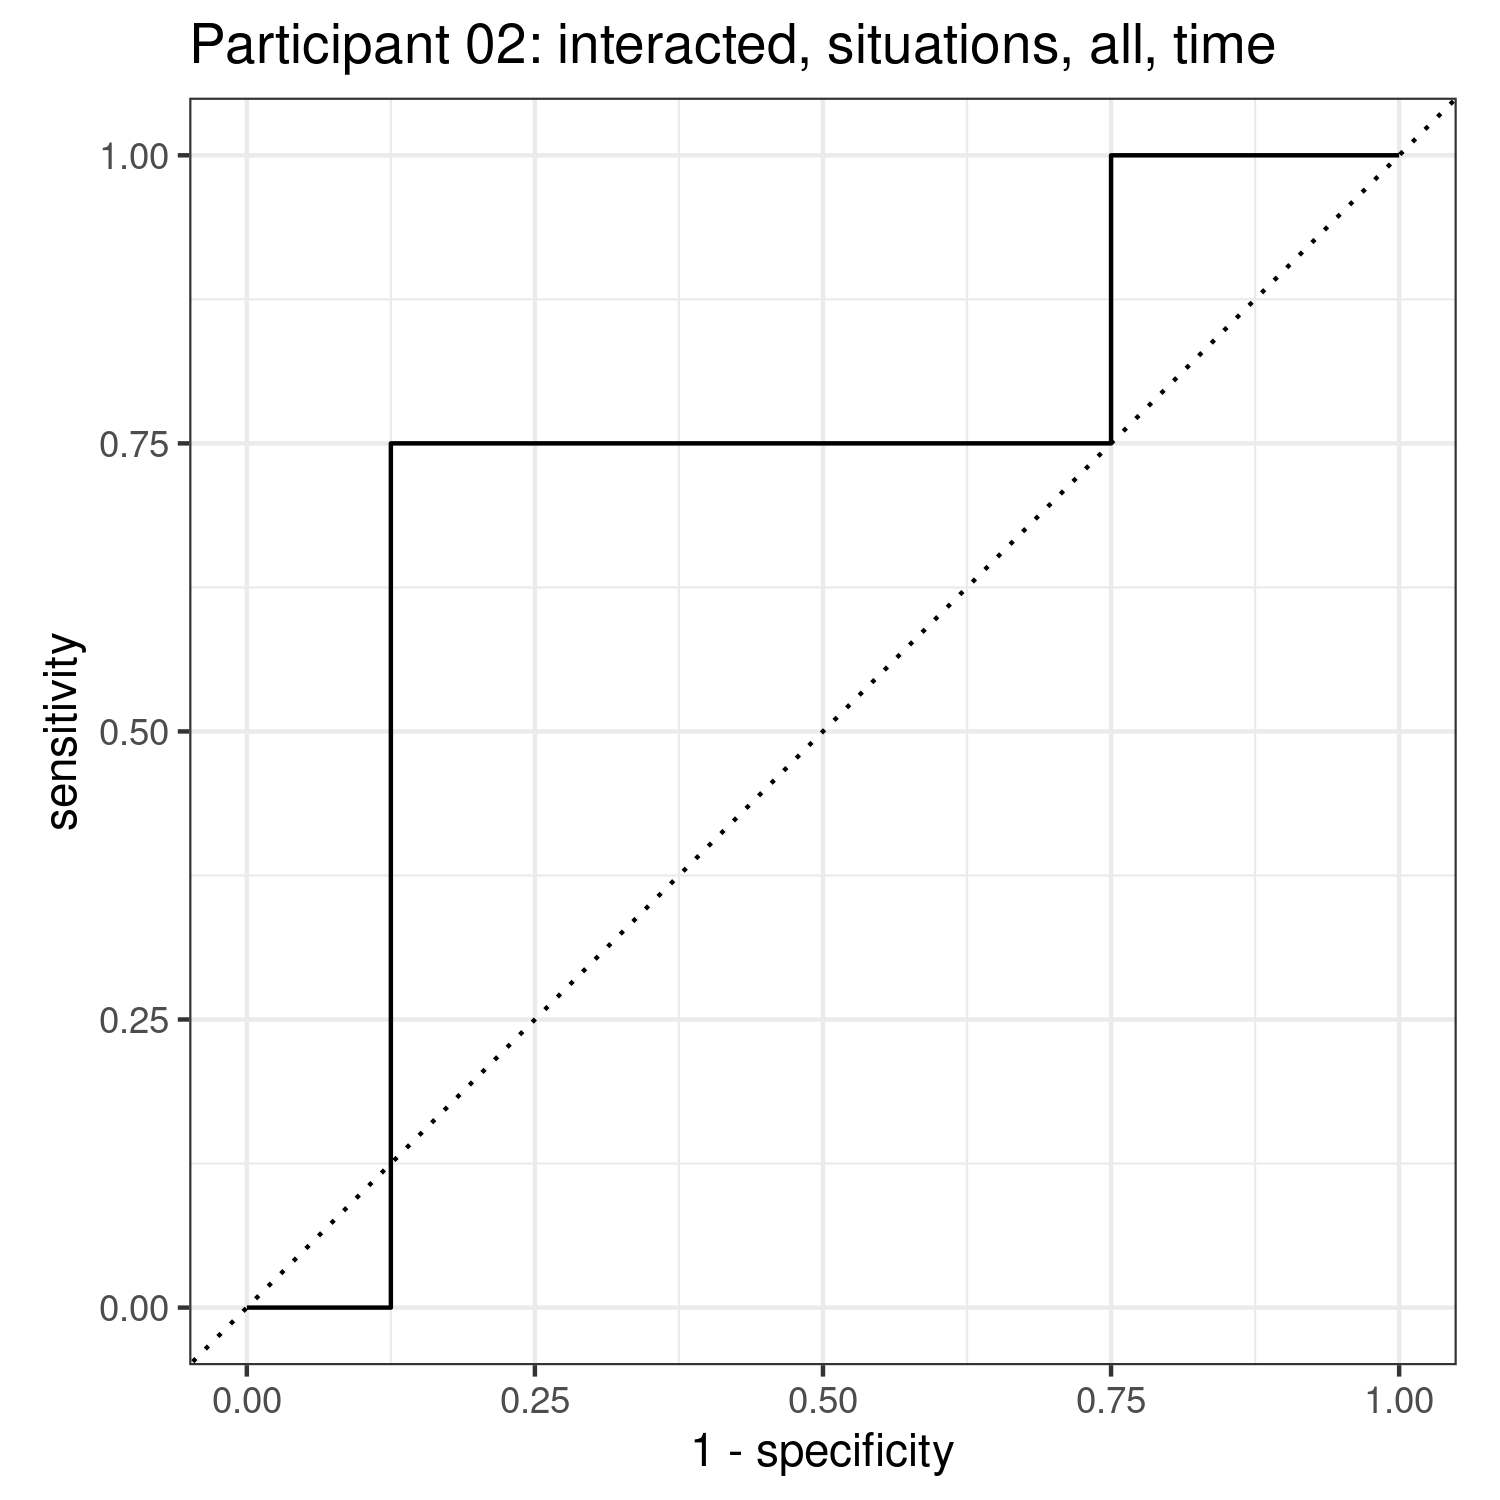 Participant 02: interacted, situations, all, time
1.00
0.75
0.50
0.25
0.00
sensitivity
0.00 0.25 0.50 0.75 1.00
1 - specificity